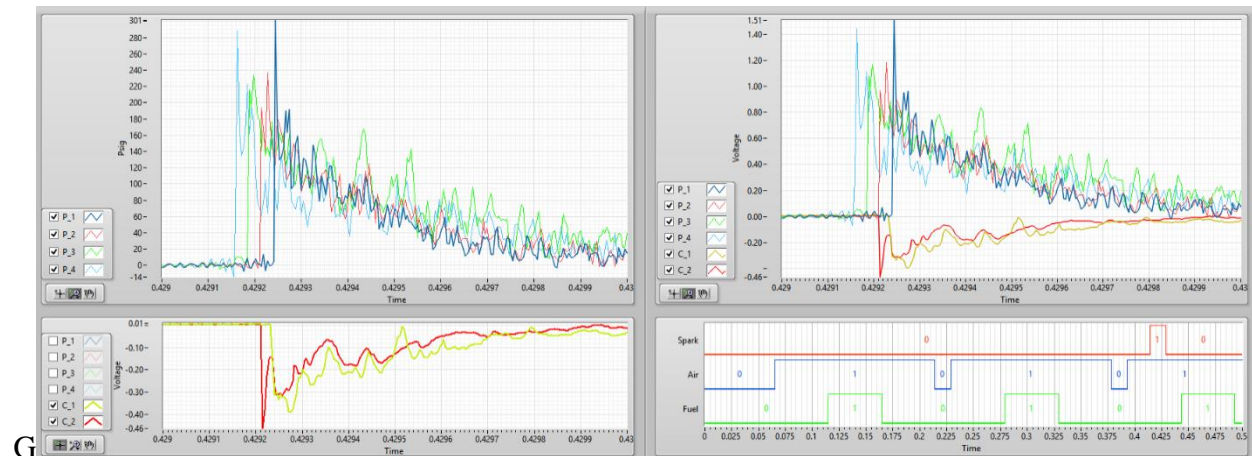 301-
280-
260-
240-
220-
200-
180-
160-
140-
120-
100-
80-
60-
40-
20-
0-
-14-
Psig
P_1
P_2
P_3
P_4
0.429 0.4291 0.4292 0.4293 0.4294 0.4295 0.4296 0.4297 0.4298 0.4299 0.43
Time
1.51-
1.40-
1.20-
1.00-
0.80-
0.60-
0.40-
0.20-
0.00-
-0.20-
-0.46-
Voltage
P_1
P_2
P_3
P_4
C_1
C_2
0.429 0.4291 0.4292 0.4293 0.4294 0.4295 0.4296 0.4297 0.4298 0.4299 0.43
Time
0.01=
-0.10-
-0.20-
-0.30-
-0.40-
-0.46-
Voltage
P_1
P_2
P_3
P_4
C_1
C_2
0.429 0.4291 0.4292 0.4293 0.4294 0.4295 0.4296 0.4297 0.4298 0.4299 0.43
Time
Spark 0 1 0
Air 0 1 0 1 0 1
Fuel 0 1 0 1 0 1
0 0.025 0.05 0.075 0.1 0.125 0.15 0.175 0.2 0.225 0.25 0.275 0.3 0.325 0.35 0.375 0.4 0.425 0.45 0.475 0.5
Time
G